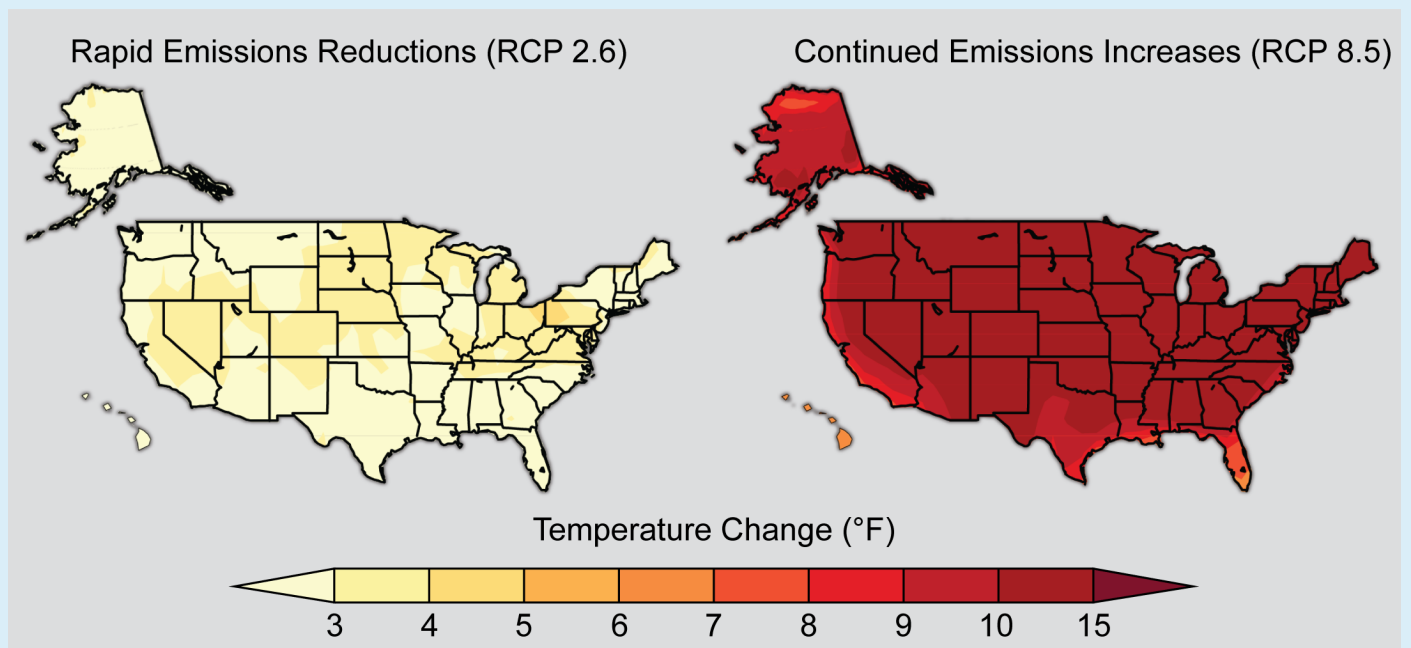 Rapid Emissions Reductions (RCP 2.6)
Continued Emissions Increases (RCP 8.5)
Temperature Change (°F)
3 4 5 6 7 8 9 10 15